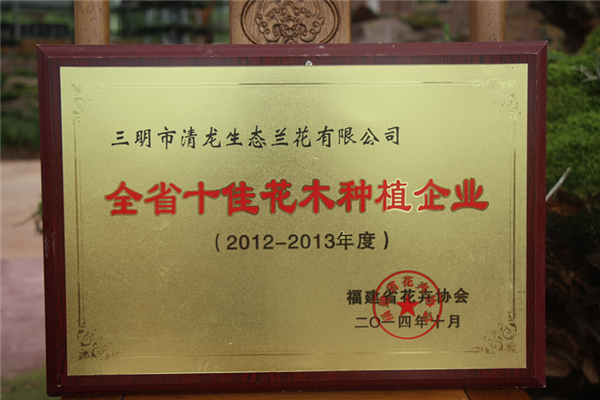 三明市清龙生态兰花有限公司
全省十佳花木种植企业
（2012-2013年度）
福建省花卉协会
二〇一四年十月